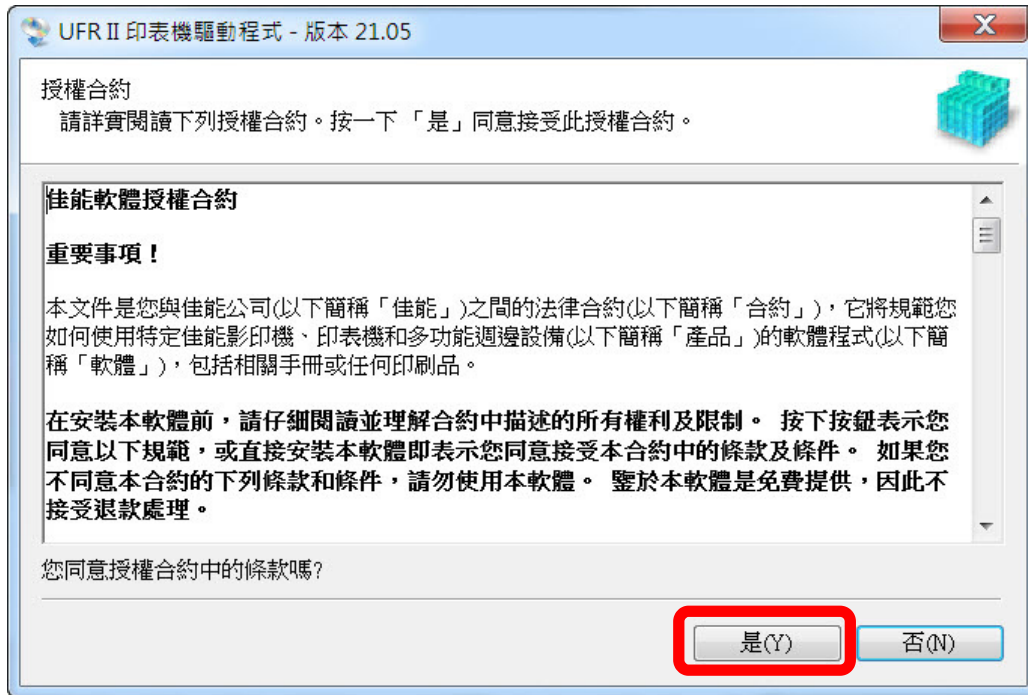 UFR II 印表機驅動程式 - 版本 21.05
授權合約
請詳實閱讀下列授權合約。按一下 「是」同意接受此授權合約。
佳能軟體授權合約
重要事項！
本文件是您與佳能公司(以下簡稱「佳能」)之間的法律合約(以下簡稱「合約」)，它將規範您
如何使用特定佳能影印機、印表機和多功能週邊設備(以下簡稱「產品」)的軟體程式(以下簡
稱「軟體」)，包括相關手冊或任何印刷品。
在安裝本軟體前，請仔細閱讀並理解合約中描述的所有權利及限制。 按下按鈕表示您
同意以下規範，或直接安裝本軟體即表示您同意接受本合約中的條款及條件。 如果您
不同意本合約的下列條款和條件，請勿使用本軟體。 鑒於本軟體是免費提供，因此不
接受退款處理。
您同意授權合約中的條款嗎?
是(Y)
否(N)